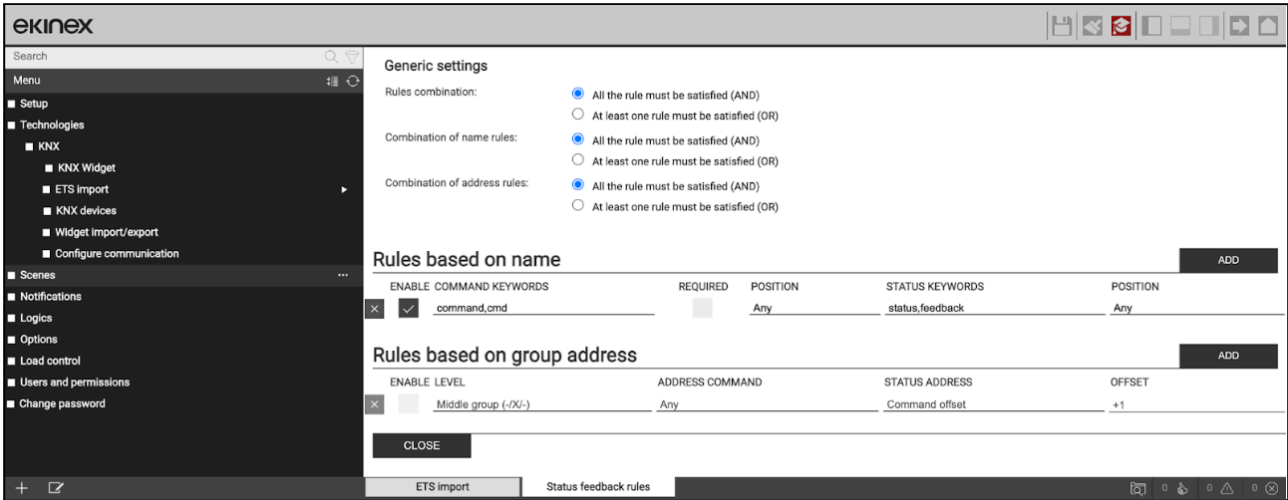 ekinex
Search
Menu
Setup
Technologies
KNX
KNX Widget
ETS import
KNX devices
Widget import/export
Configure communication
Scenes
Notifications
Logics
Options
Load control
Users and permissions
Change password
Generic settings
Rules combination:
All the rule must be satisfied (AND)
At least one rule must be satisfied (OR)
Combination of name rules:
All the rule must be satisfied (AND)
At least one rule must be satisfied (OR)
Combination of address rules:
All the rule must be satisfied (AND)
At least one rule must be satisfied (OR)
Rules based on name
ADD
ENABLE COMMAND KEYWORDS REQUIRED POSITION STATUS KEYWORDS POSITION
command,cmd Any status,feedback Any
Rules based on group address
ADD
ENABLE LEVEL ADDRESS COMMAND STATUS ADDRESS OFFSET
Middle group (-/X/-) Any Command offset +1
CLOSE
ETS import Status feedback rules
0 0 0